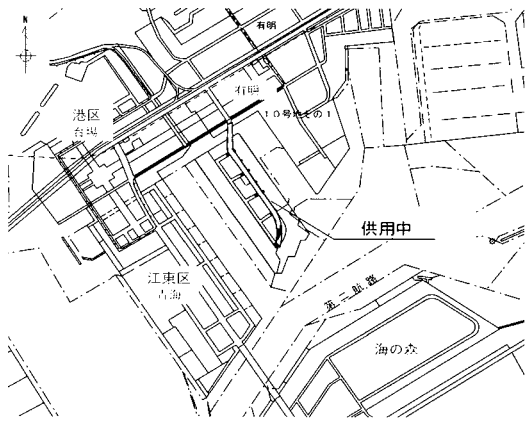 N
有明
有明
10号地その1
港区
台場
供用中
江東区
青海
第二航路
海の森